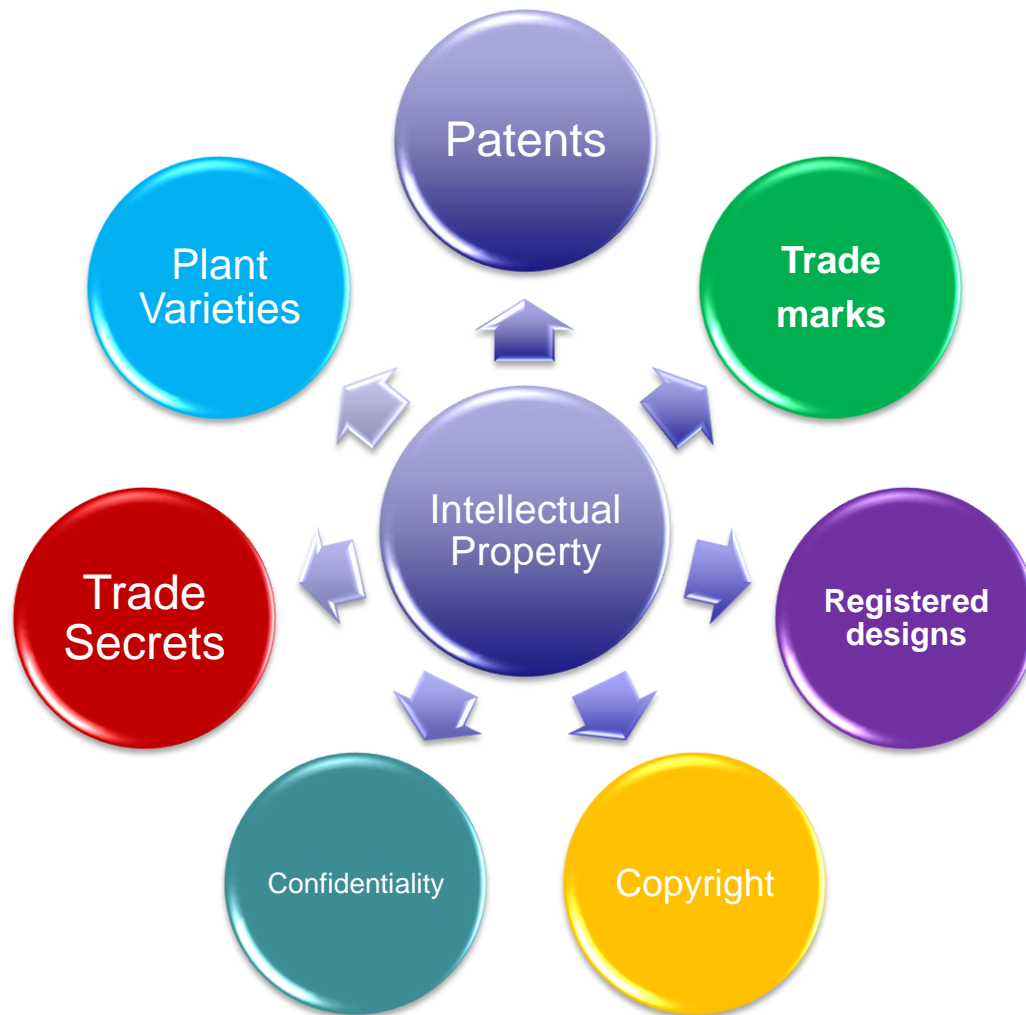 Patents
Plant
Varieties
Trade
marks
Intellectual
Property
Trade
Secrets
Registered
designs
Confidentiality
Copyright